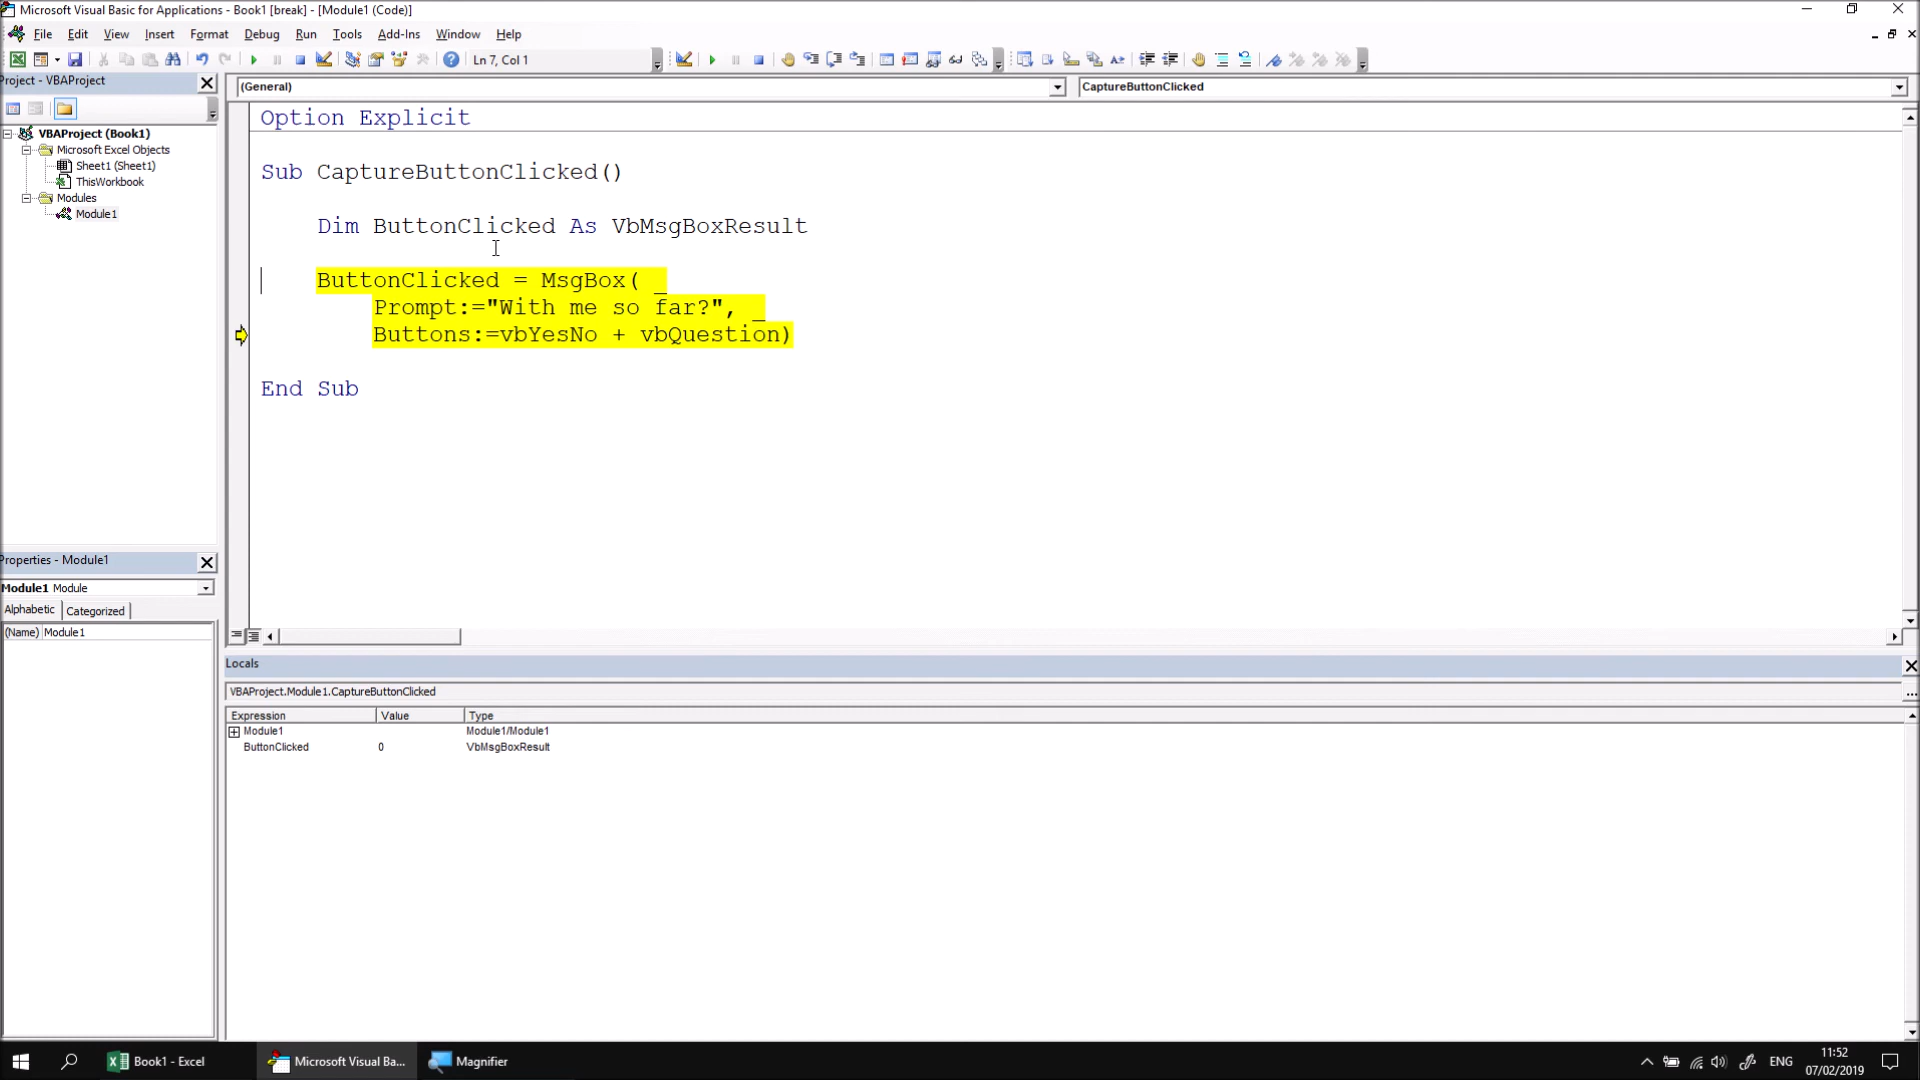 Microsoft Visual Basic for Applications - Book1 [break] - [Module1 (Code)]
File Edit View Insert Format Debug Run Tools Add-Ins Window Help
Ln 7, Col 1
Project - VBAProject
(General)
CaptureButtonClicked
VBAProject (Book1)
Microsoft Excel Objects
Sheet1 (Sheet1)
ThisWorkbook
Modules
Module1
Option Explicit
Sub CaptureButtonClicked()
Dim ButtonClicked As VbMsgBoxResult
ButtonClicked = MsgBox( _
Prompt:="With me so far?", _
Buttons:=vbYesNo + vbQuestion)
End Sub
Properties - Module1
Module1 Module
Alphabetic Categorized
(Name) Module1
Locals
VBAProject.Module1.CaptureButtonClicked
...
Expression Value Type
Module1 Module1/Module1
ButtonClicked 0 VbMsgBoxResult
Book1 - Excel
Microsoft Visual Ba...
Magnifier
ENG
11:52
07/02/2019